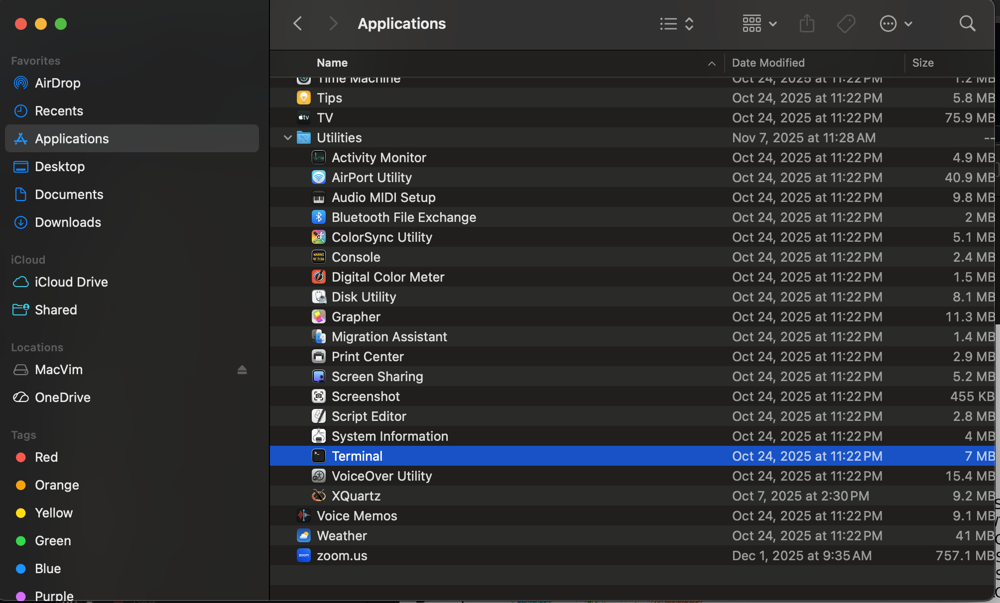 Applications
Favorites
AirDrop
Recents
Applications
Desktop
Documents
Downloads
iCloud
iCloud Drive
Shared
Locations
MacVim
OneDrive
Tags
Red
Orange
Yellow
Green
Blue
Purple
Name Date Modified Size
Time Machine Oct 24, 2025 at 11:22 PM 1.2 MB
Tips Oct 24, 2025 at 11:22 PM 5.8 MB
tv TV Oct 24, 2025 at 11:22 PM 75.9 MB
Utilities Nov 7, 2025 at 11:28 AM --
Activity Monitor Oct 24, 2025 at 11:22 PM 4.9 MB
AirPort Utility Oct 24, 2025 at 11:22 PM 40.9 MB
Audio MIDI Setup Oct 24, 2025 at 11:22 PM 9.8 MB
Bluetooth File Exchange Oct 24, 2025 at 11:22 PM 2 MB
ColorSync Utility Oct 24, 2025 at 11:22 PM 5.1 MB
WARNI
RY 7:36
Console Oct 24, 2025 at 11:22 PM 2.4 MB
Digital Color Meter Oct 24, 2025 at 11:22 PM 1.5 MB
Disk Utility Oct 24, 2025 at 11:22 PM 8.1 MB
Grapher Oct 24, 2025 at 11:22 PM 11.3 MB
Migration Assistant Oct 24, 2025 at 11:22 PM 1.4 MB
Print Center Oct 24, 2025 at 11:22 PM 2.9 MB
Screen Sharing Oct 24, 2025 at 11:22 PM 5.2 MB
Screenshot Oct 24, 2025 at 11:22 PM 455 KB
Script Editor Oct 24, 2025 at 11:22 PM 2.8 MB
System Information Oct 24, 2025 at 11:22 PM 4 MB
Terminal Oct 24, 2025 at 11:22 PM 7 MB
VoiceOver Utility Oct 24, 2025 at 11:22 PM 15.4 MB
XQuartz Oct 7, 2025 at 2:30 PM 9.2 MB
Voice Memos Oct 24, 2025 at 11:22 PM 9.1 MB
Weather Oct 24, 2025 at 11:22 PM 41 MB
zoom zoom.us Dec 1, 2025 at 9:35 AM 757.1 MB